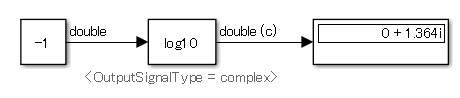 -1
double
log10
double (c)
0 + 1.364i
<OutputSignalType = complex>